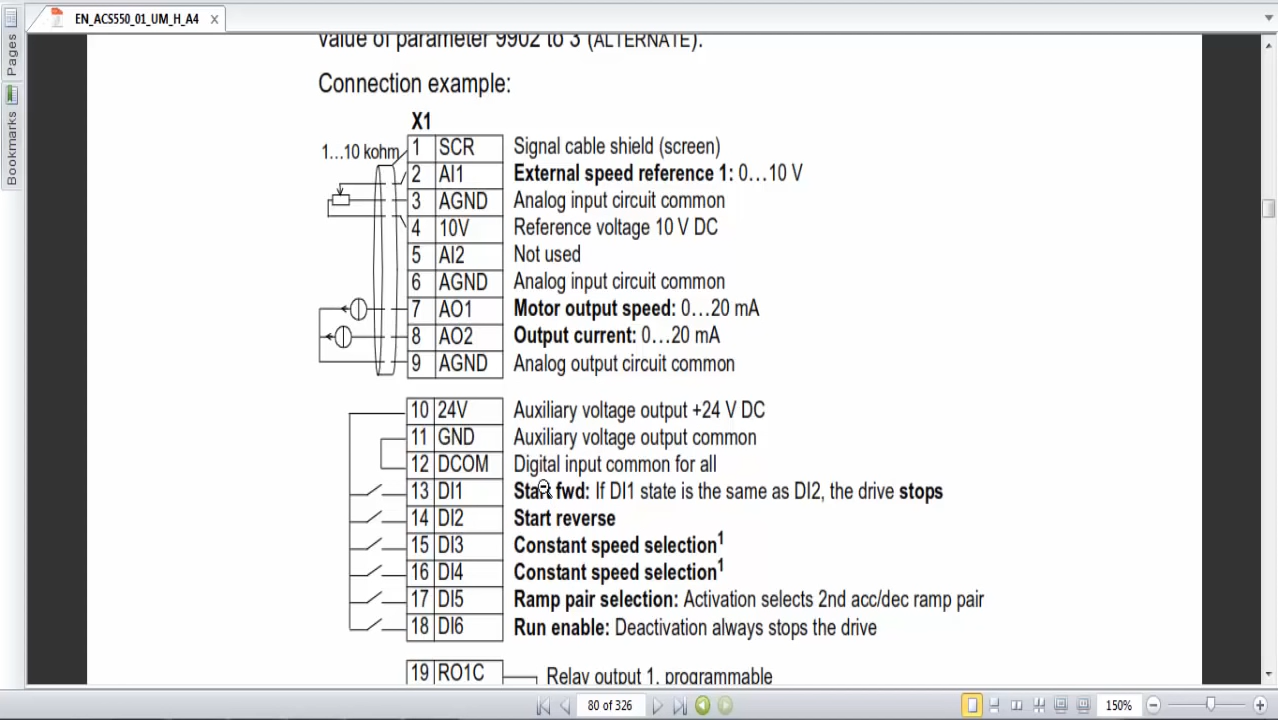 EN_ACS550_01_UM_H_A4
Pages
Bookmarks
value of parameter 9902 to 3 (ALTERNATE).
Connection example:
X1
1…10 kohm
1 SCR Signal cable shield (screen)
2 AI1 External speed reference 1: 0…10 V
3 AGND Analog input circuit common
4 10V Reference voltage 10 V DC
5 AI2 Not used
6 AGND Analog input circuit common
7 AO1 Motor output speed: 0…20 mA
8 AO2 Output current: 0…20 mA
9 AGND Analog output circuit common
10 24V Auxiliary voltage output +24 V DC
11 GND Auxiliary voltage output common
12 DCOM Digital input common for all
13 DI1 Start fwd: If DI1 state is the same as DI2, the drive stops
14 DI2 Start reverse
15 DI3 Constant speed selection1
16 DI4 Constant speed selection1
17 DI5 Ramp pair selection: Activation selects 2nd acc/dec ramp pair
18 DI6 Run enable: Deactivation always stops the drive
19 RO1C Relay output 1, programmable
80 of 326
150%